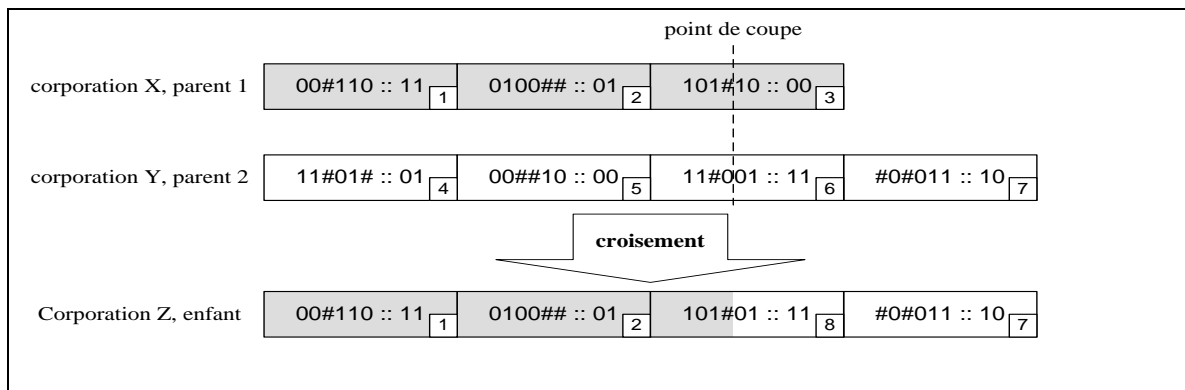 point de coupe
corporation X, parent 1 00#110 :: 11 1 0100## :: 01 2 101#10 :: 00 3
corporation Y, parent 2 11#01# :: 01 4 00##10 :: 00 5 11#001 :: 11 6 #0#011 :: 10 7
croisement
Corporation Z, enfant 00#110 :: 11 1 0100## :: 01 2 101#01 :: 11 8 #0#011 :: 10 7